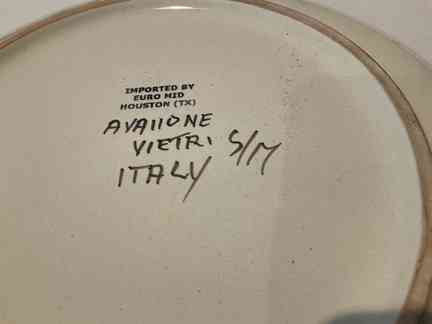 IMPORTED BY
EURO MID
HOUSTON (TX)
AVALLONE
VIETRI S/M
ITALY